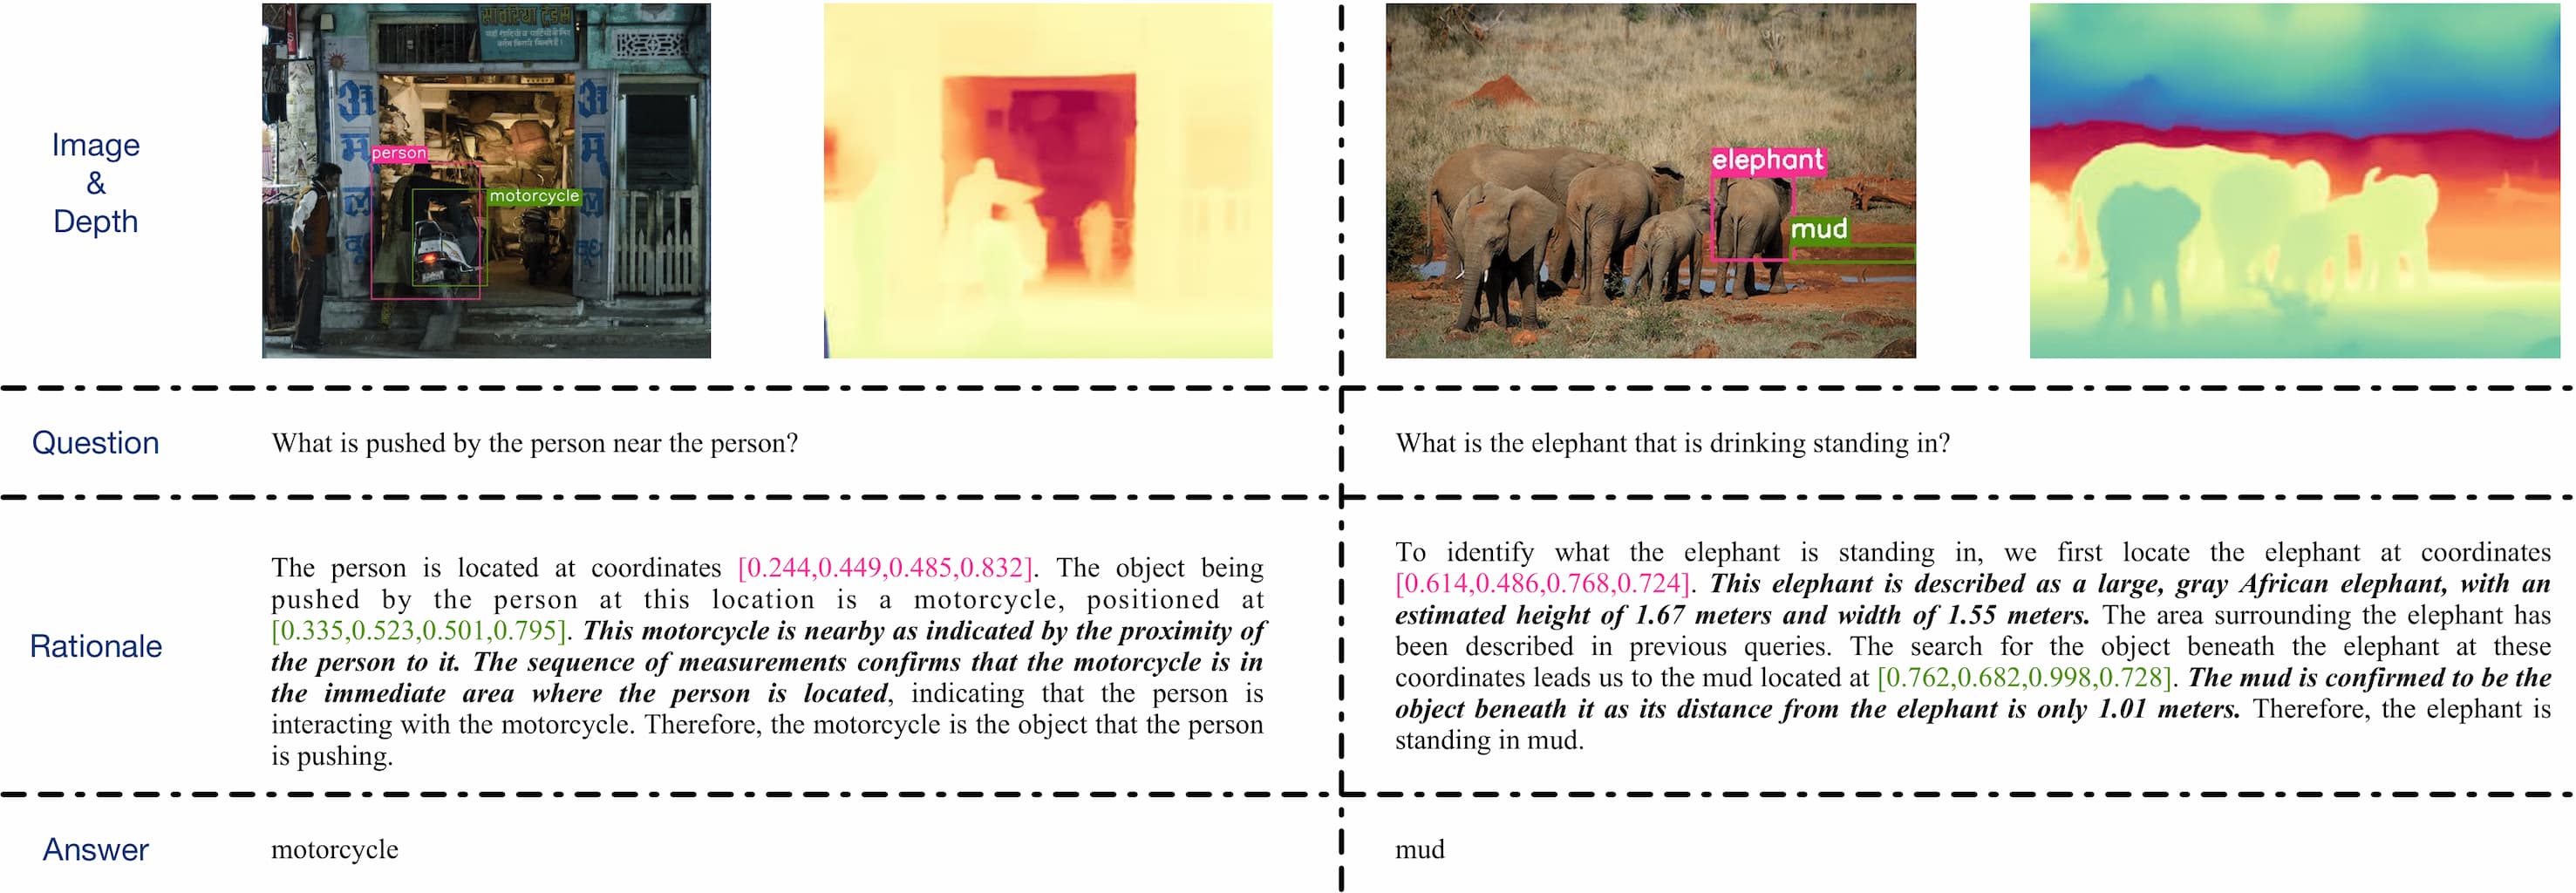 Image
&
Depth
person
motorcycle
elephant
mud
Question
What is pushed by the person near the person?
What is the elephant that is drinking standing in?
Rationale
The person is located at coordinates [0.244,0.449,0.485,0.832]. The object being
pushed by the person at this location is a motorcycle, positioned at
[0.335,0.523,0.501,0.795]. This motorcycle is nearby as indicated by the proximity of
the person to it. The sequence of measurements confirms that the motorcycle is in
the immediate area where the person is located, indicating that the person is
interacting with the motorcycle. Therefore, the motorcycle is the object that the person
is pushing.
To identify what the elephant is standing in, we first locate the elephant at coordinates
[0.614,0.486,0.768,0.724]. This elephant is described as a large, gray African elephant, with an
estimated height of 1.67 meters and width of 1.55 meters. The area surrounding the elephant has
been described in previous queries. The search for the object beneath the elephant at these
coordinates leads us to the mud located at [0.762,0.682,0.998,0.728]. The mud is confirmed to be the
object beneath it as its distance from the elephant is only 1.01 meters. Therefore, the elephant is
standing in mud.
Answer
motorcycle
mud